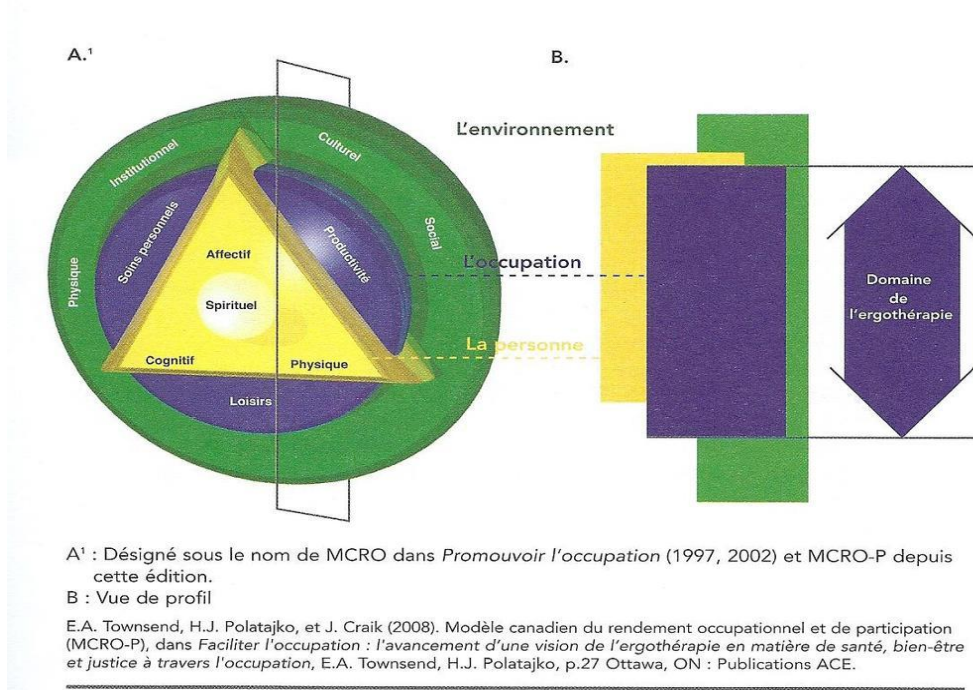 A.¹
B.
L'environnement
Institutionnel
Culturel
Physique
Soins personnels
Productivité
Social
Affectif
Spirituel
Cognitif
Physique
Loisirs
L'occupation
La personne
Domaine
de
l'ergothérapie
A¹ : Désigné sous le nom de MCRO dans Promouvoir l'occupation (1997, 2002) et MCRO-P depuis
cette édition.
B : Vue de profil
E.A. Townsend, H.J. Polatajko, et J. Craik (2008). Modèle canadien du rendement occupationnel et de participation
(MCRO-P), dans Faciliter l'occupation : l'avancement d'une vision de l'ergothérapie en matière de santé, bien-être
et justice à travers l'occupation, E.A. Townsend, H.J. Polatajko, p.27 Ottawa, ON : Publications ACE.